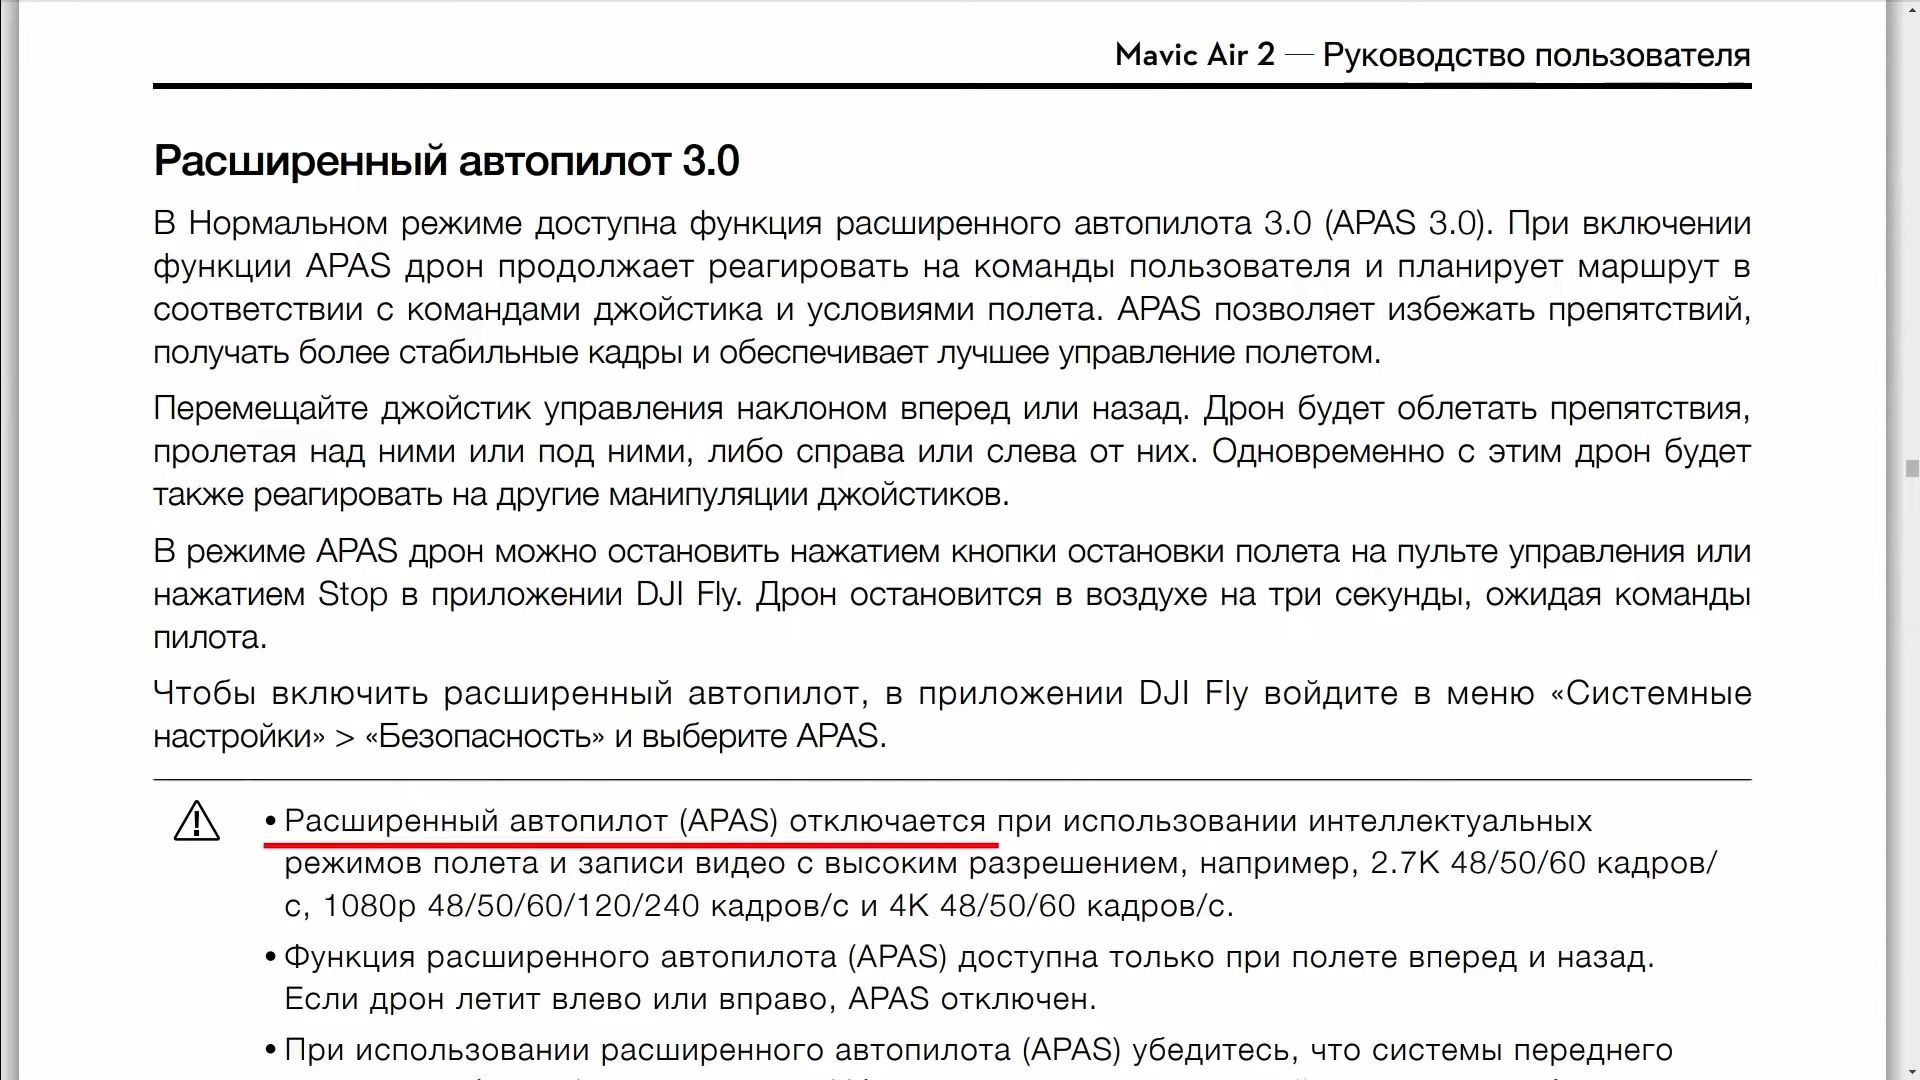 Mavic Air 2 — Руководство пользователя
Расширенный автопилот 3.0
В Нормальном режиме доступна функция расширенного автопилота 3.0 (APAS 3.0). При включении
функции APAS дрон продолжает реагировать на команды пользователя и планирует маршрут в
соответствии с командами джойстика и условиями полета. APAS позволяет избежать препятствий,
получать более стабильные кадры и обеспечивает лучшее управление полетом.
Перемещайте джойстик управления наклоном вперед или назад. Дрон будет облетать препятствия,
пролетая над ними или под ними, либо справа или слева от них. Одновременно с этим дрон будет
также реагировать на другие манипуляции джойстиков.
В режиме APAS дрон можно остановить нажатием кнопки остановки полета на пульте управления или
нажатием Stop в приложении DJI Fly. Дрон остановится в воздухе на три секунды, ожидая команды
пилота.
Чтобы включить расширенный автопилот, в приложении DJI Fly войдите в меню «Системные
настройки» > «Безопасность» и выберите APAS.
• Расширенный автопилот (APAS) отключается при использовании интеллектуальных
режимов полета и записи видео с высоким разрешением, например, 2.7K 48/50/60 кадров/
с, 1080p 48/50/60/120/240 кадров/с и 4K 48/50/60 кадров/с.
• Функция расширенного автопилота (APAS) доступна только при полете вперед и назад.
Если дрон летит влево или вправо, APAS отключен.
• При использовании расширенного автопилота (APAS) убедитесь, что системы переднего